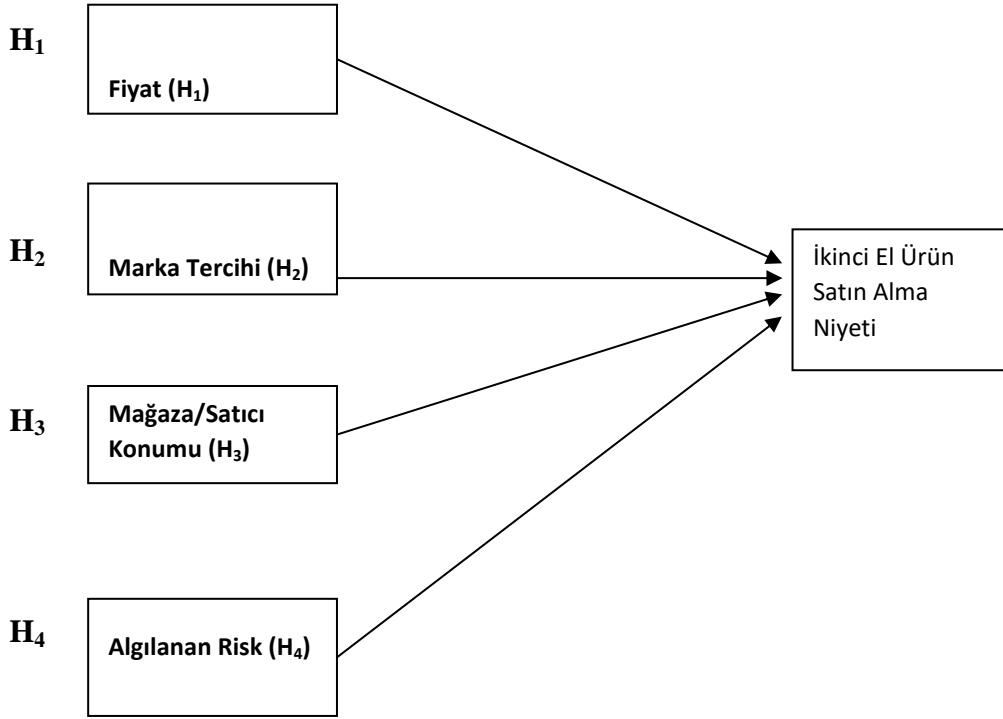 H₁
Fiyat (H₁)
H₂
Marka Tercihi (H₂)
İkinci El Ürün
Satın Alma
Niyeti
H₃
Mağaza/Satıcı
Konumu (H₃)
H₄
Algılanan Risk (H₄)